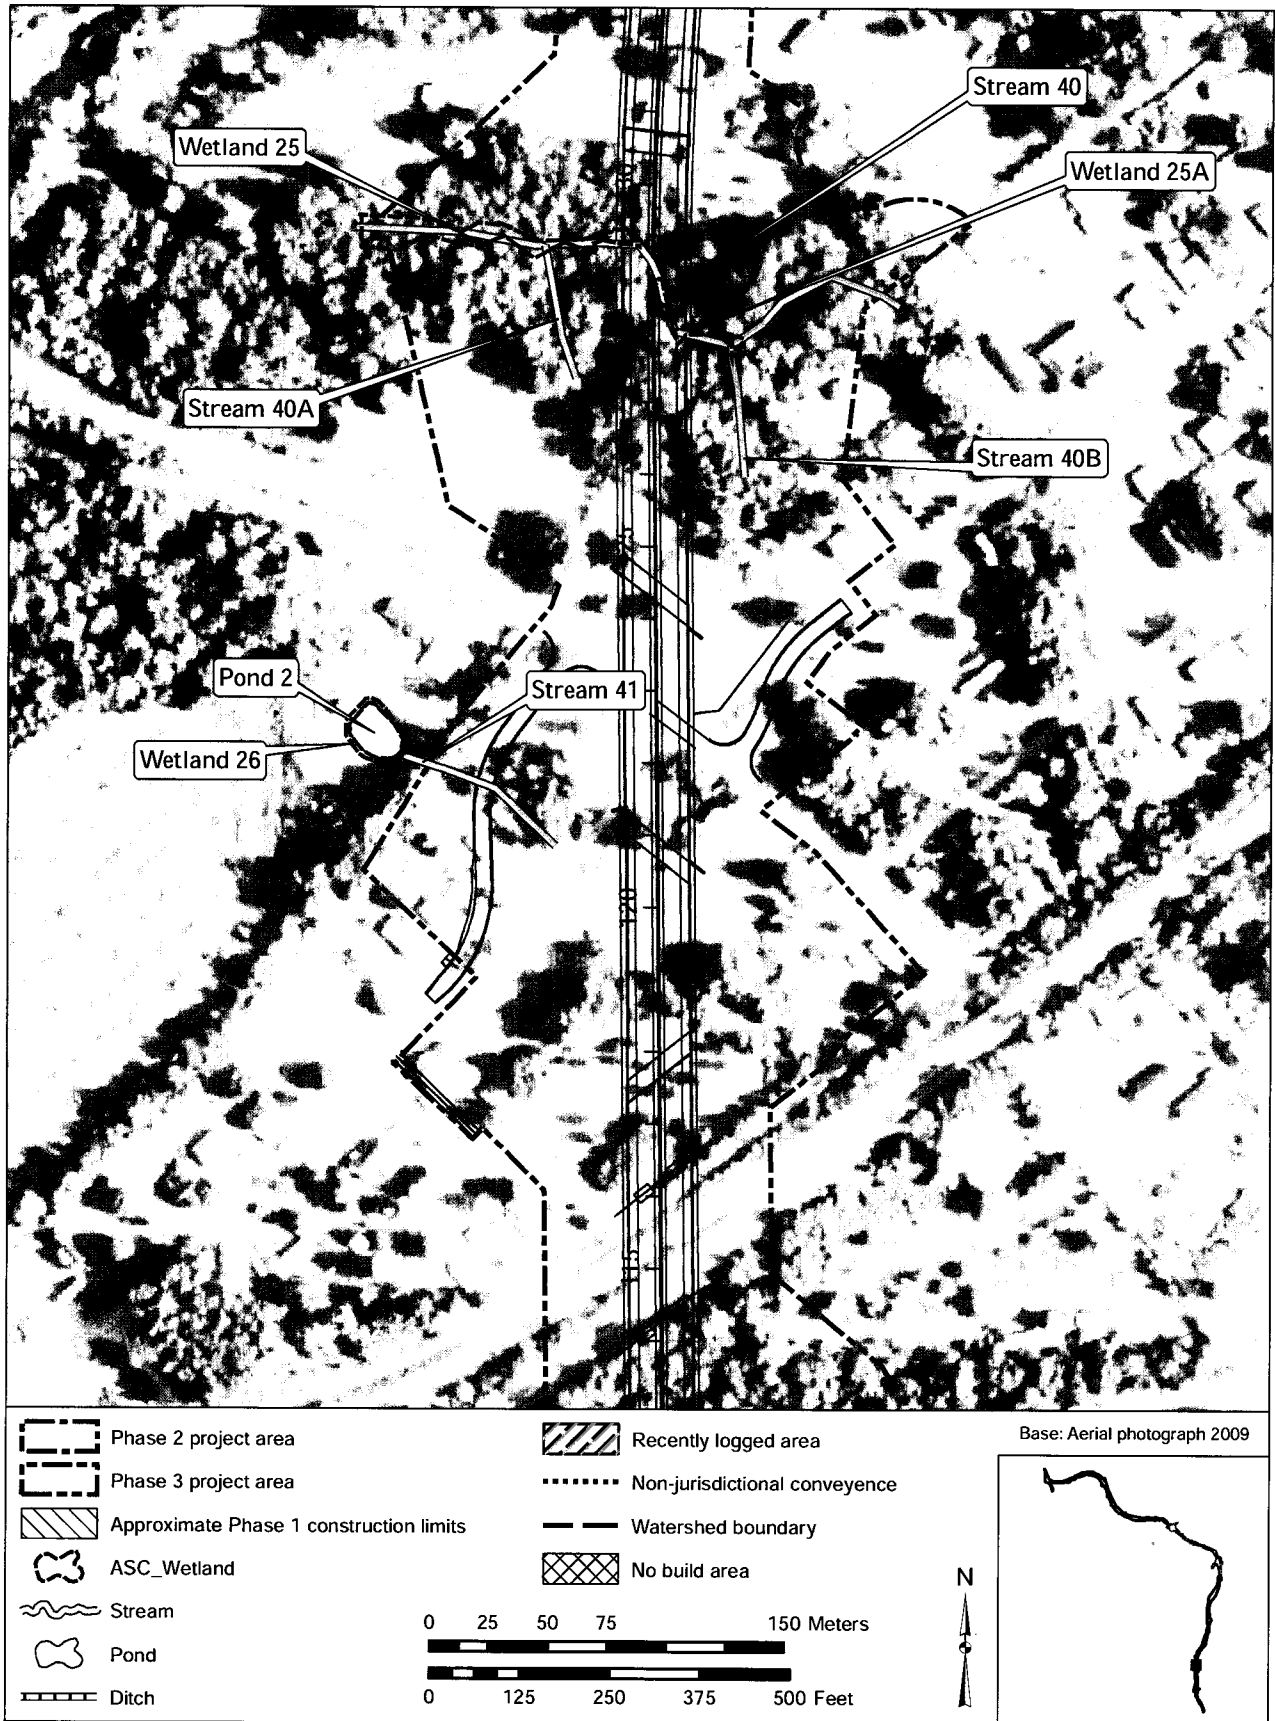 Stream 40
Wetland 25
Wetland 25A
Stream 40A
Stream 40B
Pond 2
Stream 41
Wetland 26
Phase 2 project area
Phase 3 project area
Approximate Phase 1 construction limits
ASC_Wetland
Stream
Pond
Ditch
Recently logged area
Non-jurisdictional conveyence
Watershed boundary
No build area
0 25 50 75 150 Meters
0 125 250 375 500 Feet
Base: Aerial photograph 2009
N